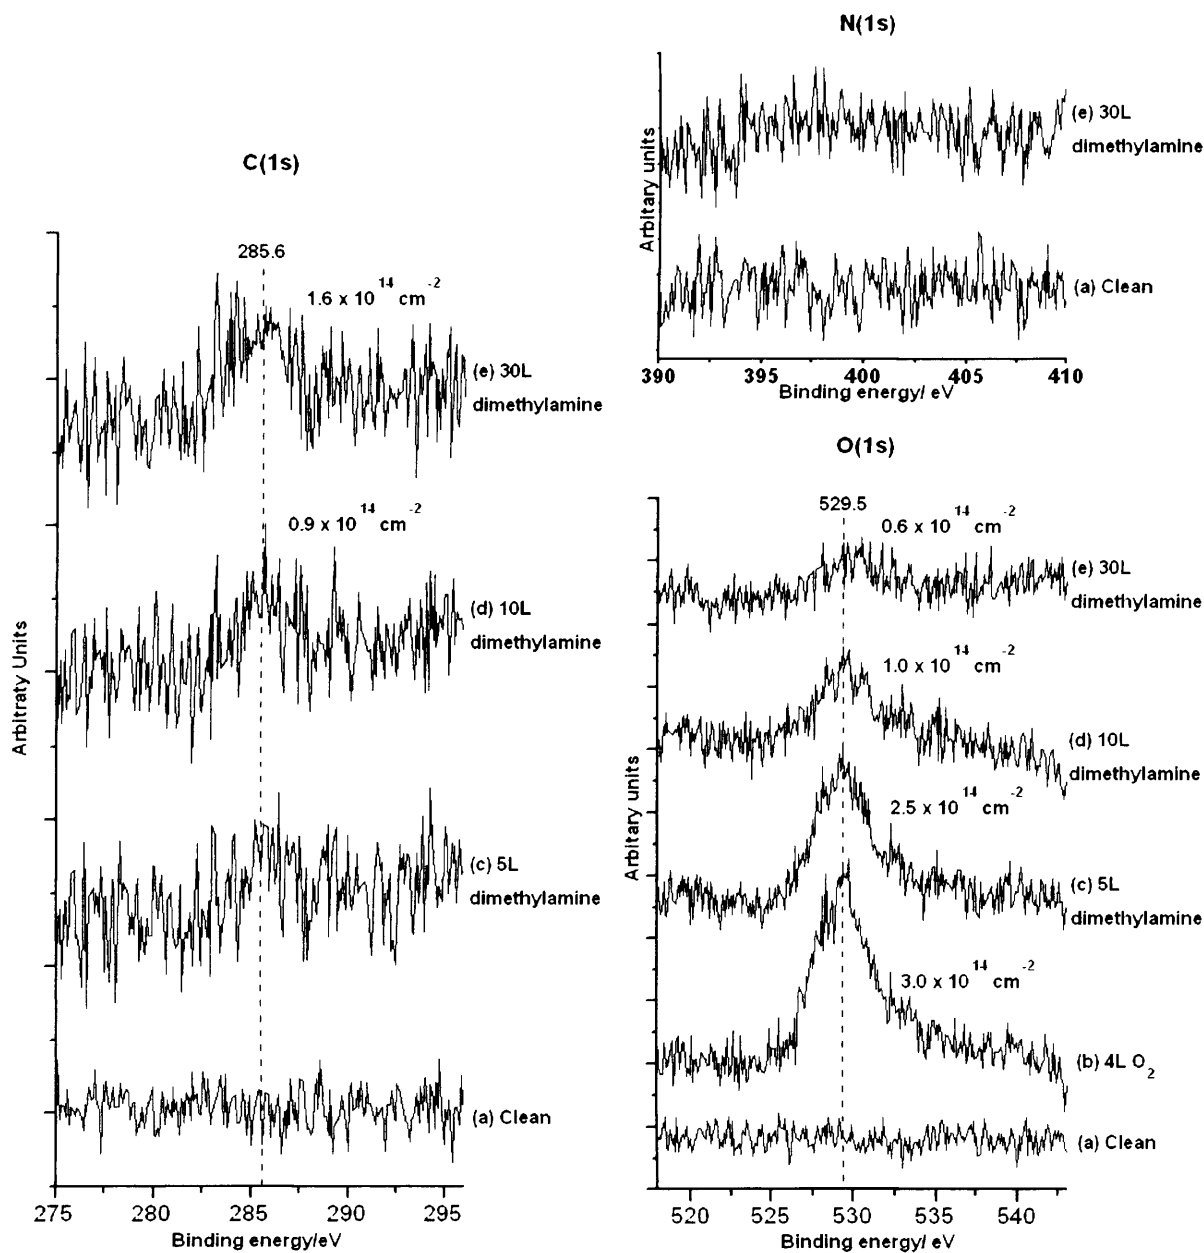 C(1s)
285.6
1.6 x 10^14 cm^-2
(e) 30L
dimethylamine
0.9 x 10^14 cm^-2
(d) 10L
dimethylamine
(c) 5L
dimethylamine
(a) Clean
Arbitraty Units
275 280 285 290 295
Binding energy/eV
N(1s)
(e) 30L
dimethylamine
(a) Clean
Arbitary units
390 395 400 405 410
Binding energy/ eV
O(1s)
529.5
0.6 x 10^14 cm^-2
(e) 30L
dimethylamine
1.0 x 10^14 cm^-2
(d) 10L
dimethylamine
2.5 x 10^14 cm^-2
(c) 5L
dimethylamine
3.0 x 10^14 cm^-2
(b) 4L O2
(a) Clean
Arbitary units
520 525 530 535 540
Binding energy/ eV